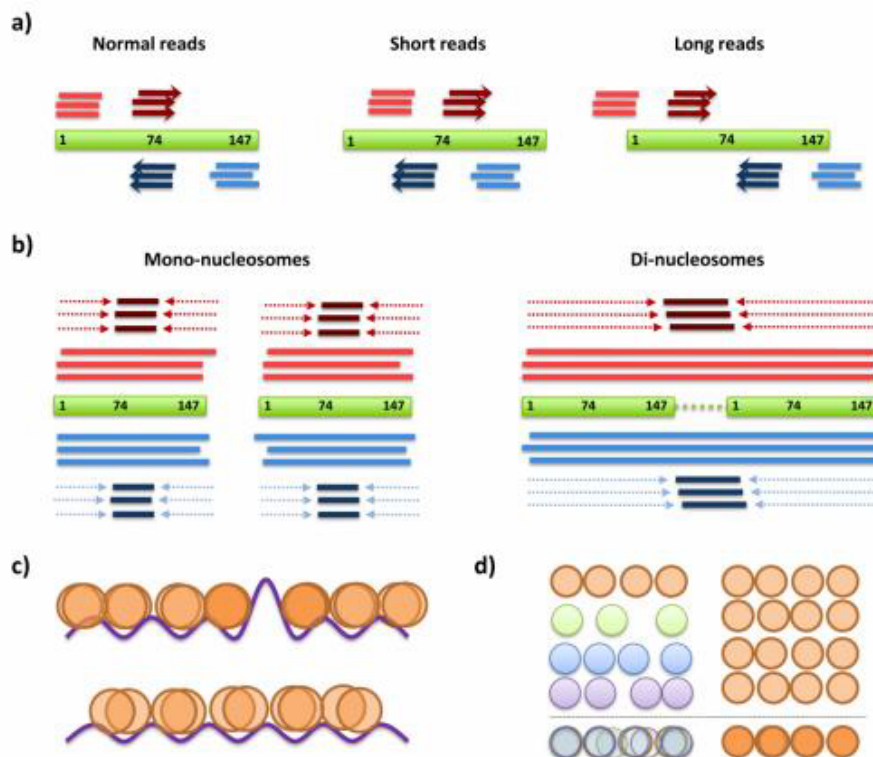 a)
Normal reads Short reads Long reads
1 74 147 1 74 147 1 74 147
b)
Mono-nucleosomes Di-nucleosomes
1 74 147 1 74 147 1 74 147 1 74 147
c) d)